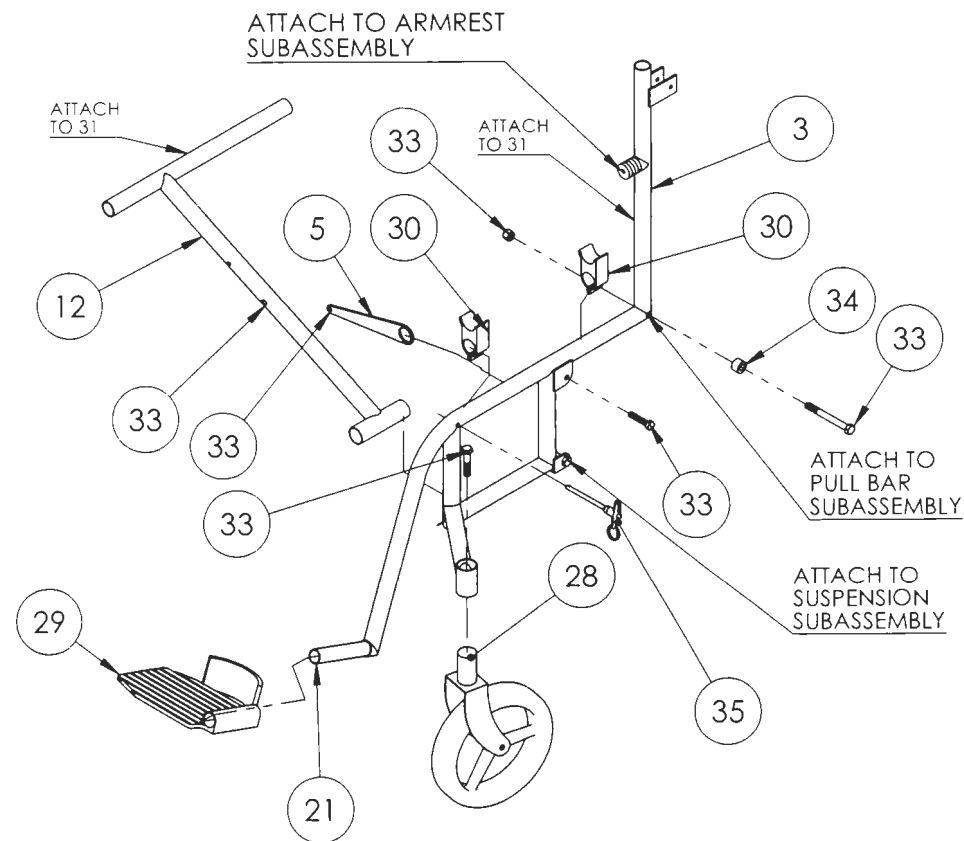 ATTACH TO ARMREST
SUBASSEMBLY
ATTACH
TO 31
33
ATTACH
TO 31
3
5
30
30
12
34
33
33
33
33
33
ATTACH TO
PULL BAR
SUBASSEMBLY
28
ATTACH TO
SUSPENSION
SUBASSEMBLY
29
35
21